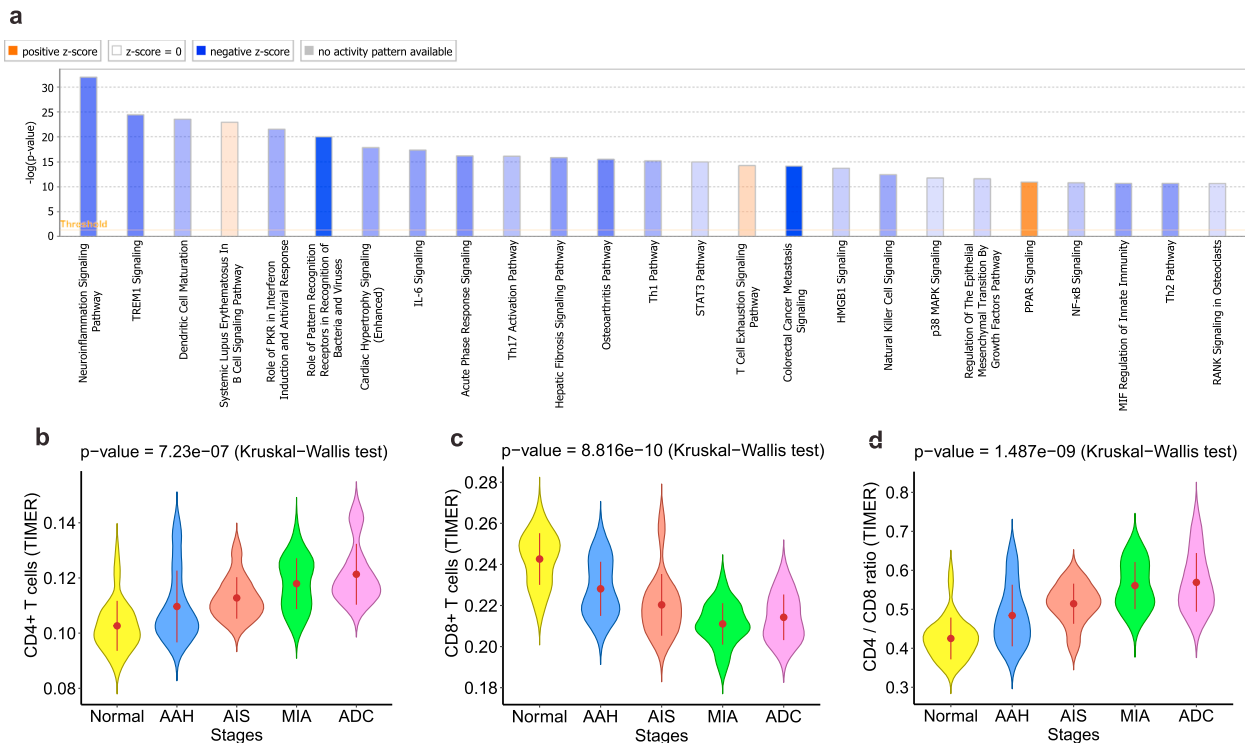 a
positive z-score
z-score = 0
negative z-score
no activity pattern available
-log(p-value)
30
25
20
15
10
5
0
Threshold
Neuroinflammation Signaling
Pathway
TREM1 Signaling
Dendritic Cell Maturation
Systemic Lupus Erythematosus In
B Cell Signaling Pathway
Role of PKR in Interferon
Induction and Antiviral Response
Role of Pattern Recognition
Receptors in Recognition of
Bacteria and Viruses
Cardiac Hypertrophy Signaling
(Enhanced)
IL-6 Signaling
Acute Phase Response Signaling
Th17 Activation Pathway
Hepatic Fibrosis Signaling Pathway
Osteoarthritis Pathway
Th1 Pathway
STAT3 Pathway
T Cell Exhaustion Signaling
Pathway
Colorectal Cancer Metastasis
Signaling
HMGB1 Signaling
Natural Killer Cell Signaling
p38 MAPK Signaling
Regulation Of The Epithelial
Mesenchymal Transition By
Growth Factors Pathway
PPAR Signaling
NF-κB Signaling
MIF Regulation of Innate Immunity
Th2 Pathway
RANK Signaling in Osteoclasts
b
p−value = 7.23e−07 (Kruskal−Wallis test)
CD4+ T cells (TIMER)
0.14
0.12
0.10
0.08
Normal AAH AIS MIA ADC
Stages
c
p−value = 8.816e−10 (Kruskal−Wallis test)
CD8+ T cells (TIMER)
0.28
0.26
0.24
0.22
0.20
0.18
Normal AAH AIS MIA ADC
Stages
d
p−value = 1.487e−09 (Kruskal−Wallis test)
CD4 / CD8 ratio (TIMER)
0.8
0.7
0.6
0.5
0.4
0.3
Normal AAH AIS MIA ADC
Stages